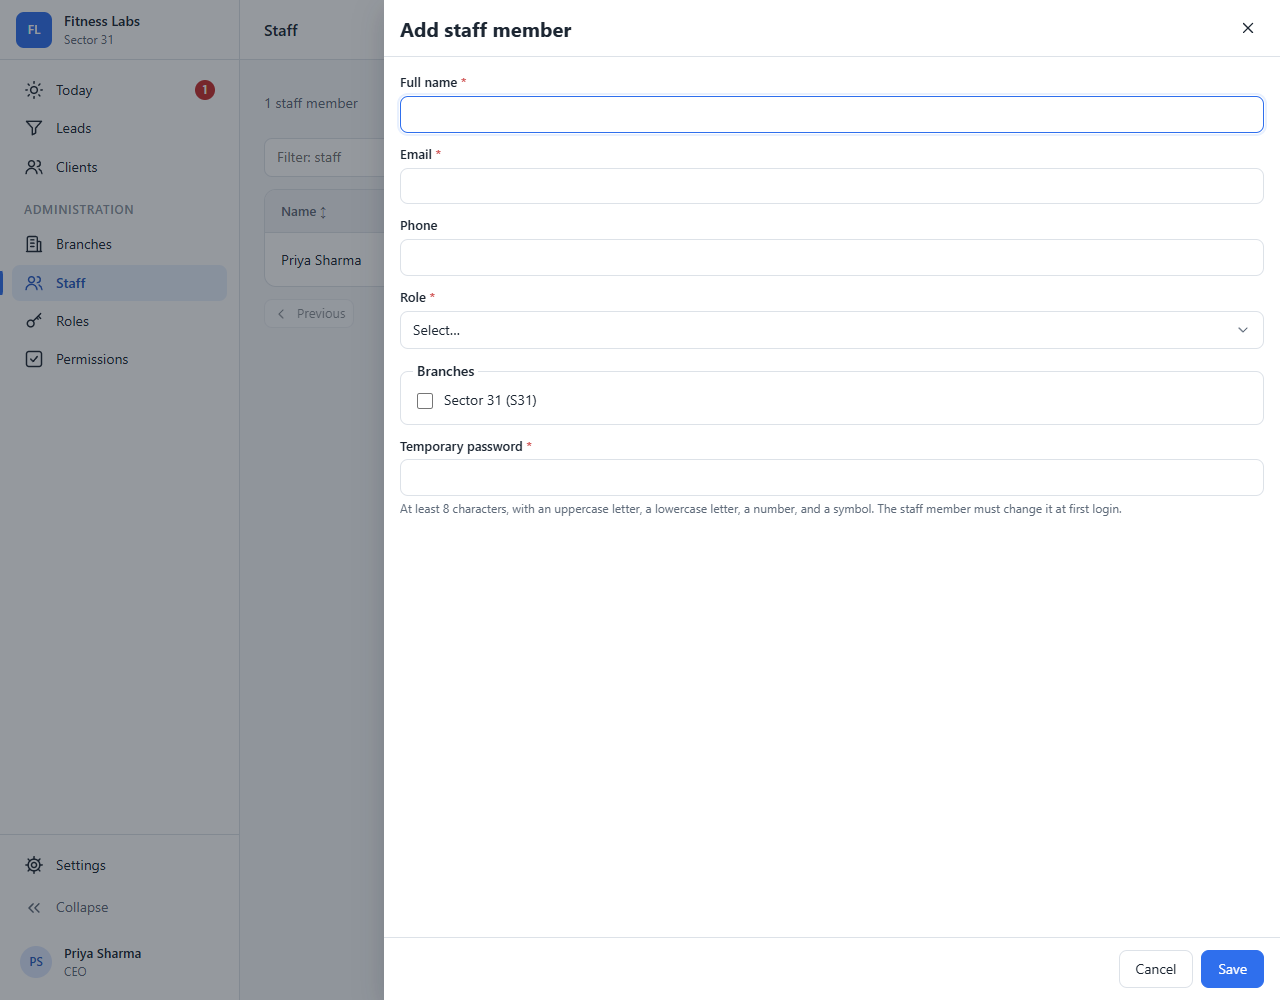 FL
Fitness Labs
Sector 31
Today
1
Leads
Clients
ADMINISTRATION
Branches
Staff
Roles
Permissions
Settings
Collapse
PS
Priya Sharma
CEO
Staff
1 staff member
Filter: staff
Name
Priya Sharma
Previous
Add staff member
Full name *
Email *
Phone
Role *
Select...
Branches
Sector 31 (S31)
Temporary password *
At least 8 characters, with an uppercase letter, a lowercase letter, a number, and a symbol. The staff member must change it at first login.
Cancel
Save